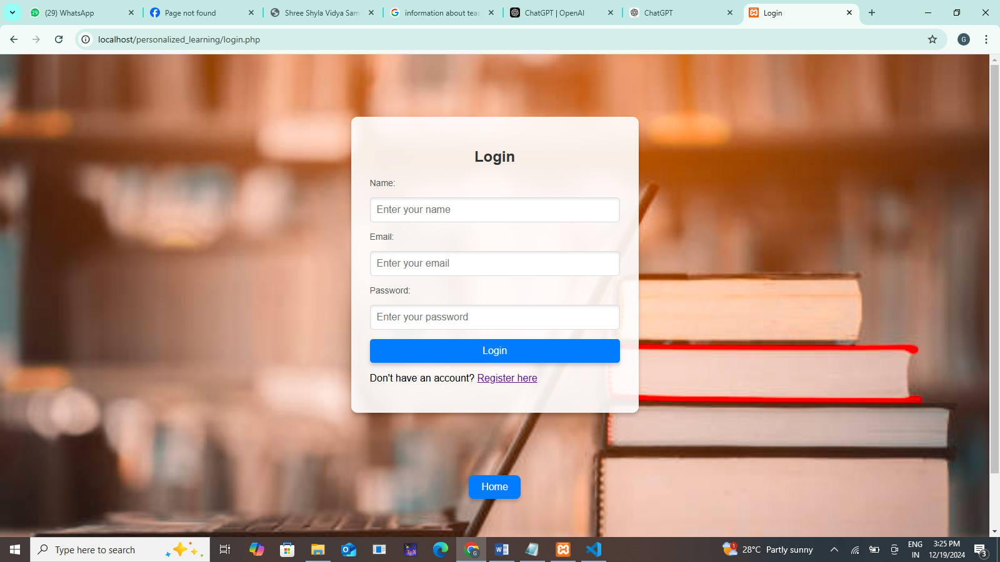 (29) WhatsApp
Page not found
Shree Shyla Vidya Sam
information about teac
ChatGPT | OpenAI
ChatGPT
Login
localhost/personalized_learning/login.php
G
Login
Name:
Enter your name
Email:
Enter your email
Password:
Enter your password
Login
Don't have an account? Register here
Home
Type here to search
28°C Partly sunny
ENG
IN
3:25 PM
12/19/2024
3